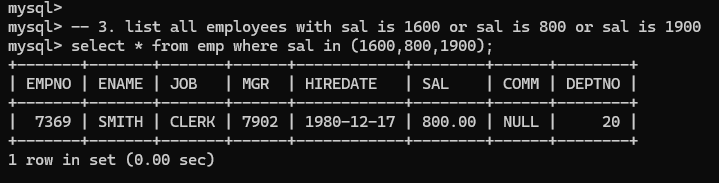 mysql>
mysql> -- 3. list all employees with sal is 1600 or sal is 800 or sal is 1900
mysql> select * from emp where sal in (1600,800,1900);
+-------+-------+-------+------+------------+--------+------+--------+
| EMPNO | ENAME | JOB   | MGR  | HIREDATE   | SAL    | COMM | DEPTNO |
+-------+-------+-------+------+------------+--------+------+--------+
|  7369 | SMITH | CLERK | 7902 | 1980-12-17 | 800.00 | NULL |     20 |
+-------+-------+-------+------+------------+--------+------+--------+
1 row in set (0.00 sec)